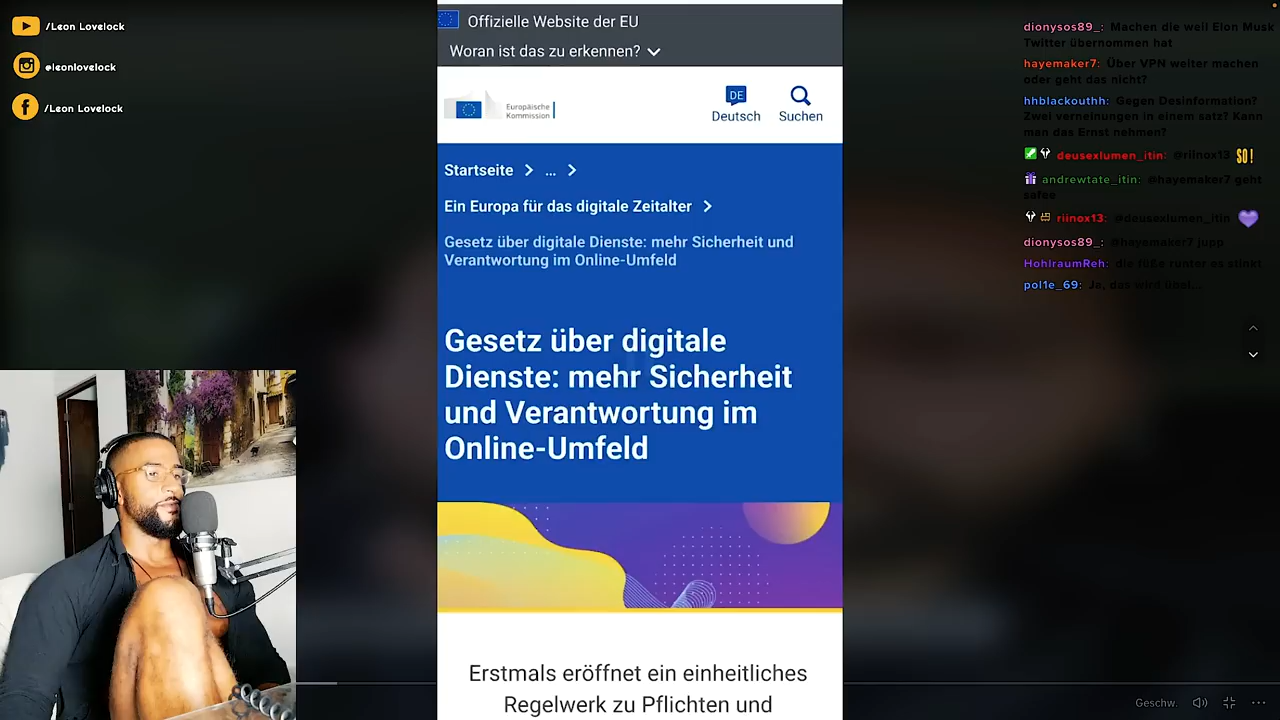 /Leon Lovelock
@leonlovelock
/Leon Lovelock
Offizielle Website der EU
Woran ist das zu erkennen?
Europäische
Kommission
DE
Deutsch
Suchen
Startseite
...
Ein Europa für das digitale Zeitalter
Gesetz über digitale Dienste: mehr Sicherheit und
Verantwortung im Online-Umfeld
Gesetz über digitale
Dienste: mehr Sicherheit
und Verantwortung im
Online-Umfeld
Erstmals eröffnet ein einheitliches
Regelwerk zu Pflichten und
dionysos89_: Machen die weil Elon Musk
Twitter übernommen hat
hayemaker7: Über VPN weiter machen
oder geht das nicht?
hhblackouthh: Gegen Desinformation?
Zwei verneinungen in einem satz? Kann
man das Ernst nehmen?
deusexlumen_itin: @riinox13 SO!
andrewtate_itin: @hayemaker7 geht
safee
riinox13: @deusexlumen_itin
dionysos89_: @hayemaker7 jupp
HohlraumReh: die füße runter es stinkt
pol1e_69: Ja, das wird übel...
Geschw.